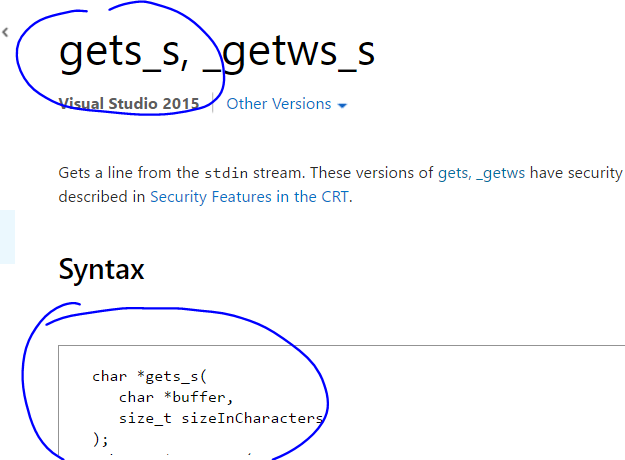 gets_s, _getws_s
Visual Studio 2015 Other Versions
Gets a line from the stdin stream. These versions of gets, _getws have security
described in Security Features in the CRT.
Syntax
char *gets_s(
char *buffer,
size_t sizeInCharacters
);